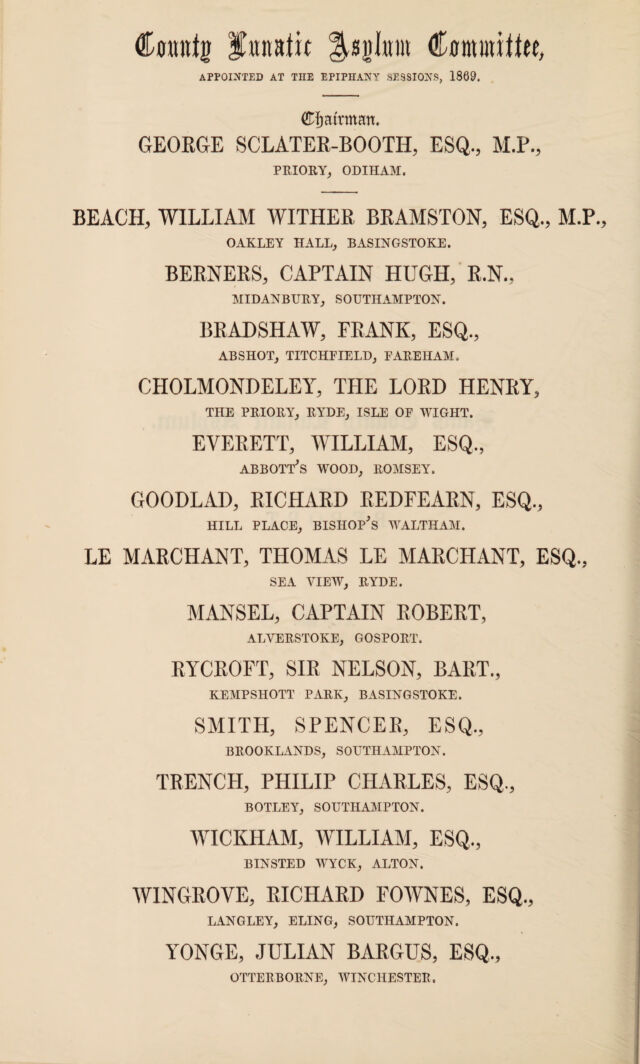 County Lunatic Asylum Committee,
APPOINTED AT THE EPIPHANY SESSIONS, 1869.
Chairman.
GEORGE SCLATER-BOOTH, ESQ., M.P.,
PRIORY, ODIHAM.
BEACH, WILLIAM WITHER BRAMSTON, ESQ., M.P.,
OAKLEY HALL, BASINGSTOKE.
BERNERS, CAPTAIN HUGH, R.N.,
MIDANBURY, SOUTHAMPTON.
BRADSHAW, FRANK, ESQ.,
ABSHOT, TITCHFIELD, FAREHAM.
CHOLMONDELEY, THE LORD HENRY,
THE PRIORY, RYDE, ISLE OF WIGHT.
EVERETT, WILLIAM, ESQ.,
ABBOTT'S WOOD, ROMSEY.
GOODLAD, RICHARD REDFEARN, ESQ.,
HILL PLACE, BISHOP'S WALTHAM.
LE MARCHANT, THOMAS LE MARCHANT, ESQ.,
SEA VIEW, RYDE.
MANSEL, CAPTAIN ROBERT,
ALVERSTOKE, GOSPORT.
RYCROFT, SIR NELSON, BART.,
KEMPSHOTT PARK, BASINGSTOKE.
SMITH, SPENCER, ESQ.,
BROOKLANDS, SOUTHAMPTON.
TRENCH, PHILIP CHARLES, ESQ.,
BOTLEY, SOUTHAMPTON.
WICKHAM, WILLIAM, ESQ.,
BINSTED WYCK, ALTON.
WINGROVE, RICHARD FOWNES, ESQ.,
LANGLEY, ELING, SOUTHAMPTON.
YONGE, JULIAN BARGUS, ESQ.,
OTTERBORNE, WINCHESTER.